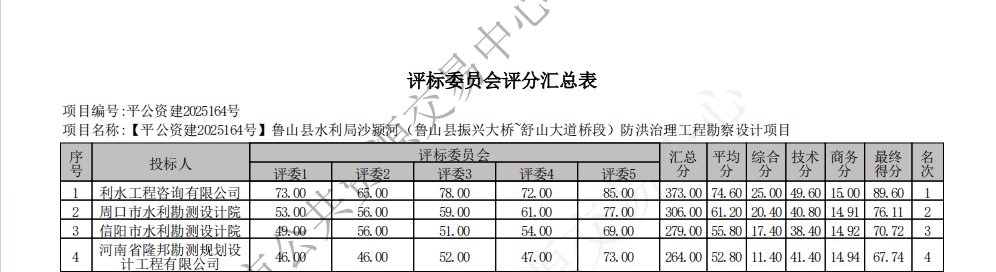 评标委员会评分汇总表
项目编号:平公资建2025164号
项目名称:【平公资建2025164号】鲁山县水利局沙颍河（鲁山县振兴大桥~舒山大道桥段）防洪治理工程勘察设计项目
序号 投标人 评标委员会 汇总分 平均分 综合分 技术分 商务分 最终得分 名次
评委1 评委2 评委3 评委4 评委5
1 利水工程咨询有限公司 73.00 65.00 78.00 72.00 85.00 373.00 74.60 25.00 49.60 15.00 89.60 1
2 周口市水利勘测设计院 53.00 56.00 59.00 61.00 77.00 306.00 61.20 20.40 40.80 14.91 76.11 2
3 信阳市水利勘测设计院 49.00 56.00 51.00 54.00 69.00 279.00 55.80 17.40 38.40 14.92 70.72 3
4 河南省隆邦勘测规划设计工程有限公司 46.00 46.00 52.00 47.00 73.00 264.00 52.80 11.40 41.40 14.94 67.74 4